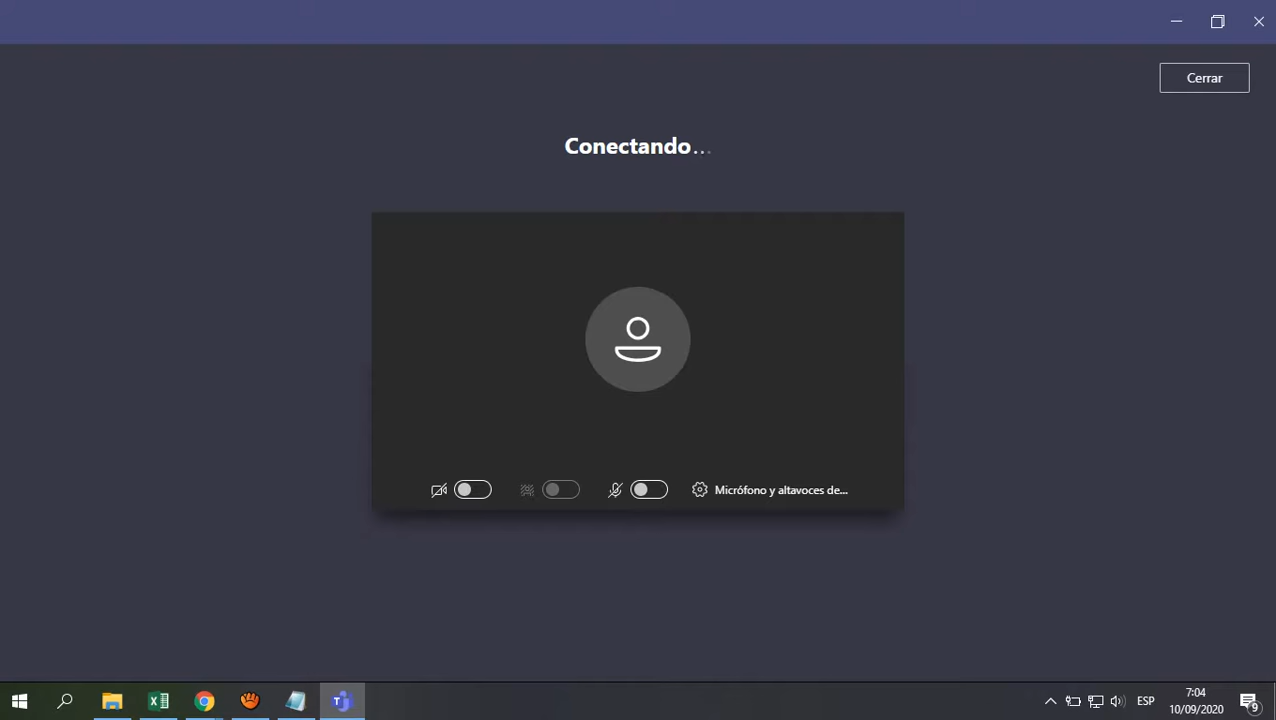 Cerrar
Conectando...
Micrófono y altavoces de...
ESP
7:04
10/09/2020
9